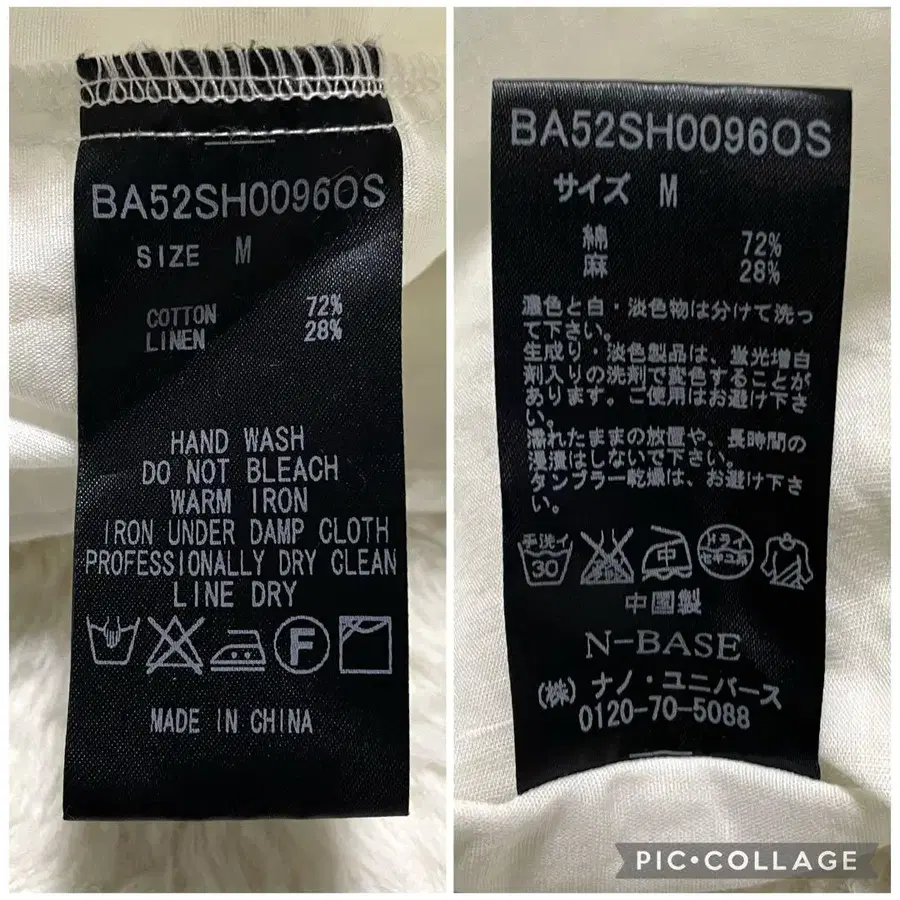 BA52SH0096OS
SIZE M
COTTON 72%
LINEN 28%
HAND WASH
DO NOT BLEACH
WARM IRON
IRON UNDER DAMP CLOTH
PROFESSIONALLY DRY CLEAN
LINE DRY
F
MADE IN CHINA
BA52SH0096OS
サイズ M
綿 72%
麻 28%
濃色と白・淡色物は分けて洗っ
て下さい。
生成り・淡色製品は、蛍光増白
剤入りの洗剤で変色することが
あります。ご使用はお避け下さ
い。
濡れたままの放置や、長時間の
浸漬はしないで下さい。
タンブラー乾燥は、お避け下さ
い。
手洗イ 30 中 ドライ セキユ系
中国製
N-BASE
(株) ナノ・ユニバース
0120-70-5088
PIC•COLLAGE